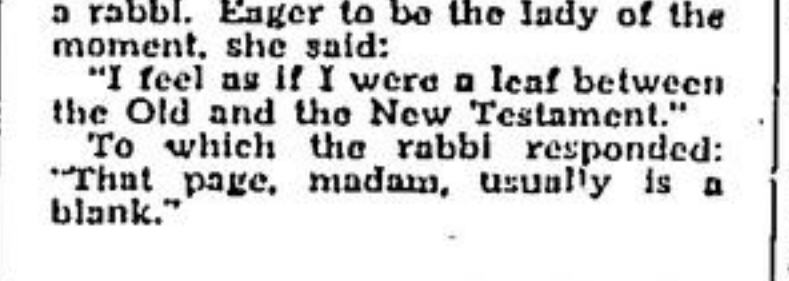 a rabbi. Eager to be the lady of the
moment, she said:
"I feel as if I were a leaf between
the Old and the New Testament."
To which the rabbi responded:
"That page, madam, usually is a
blank."